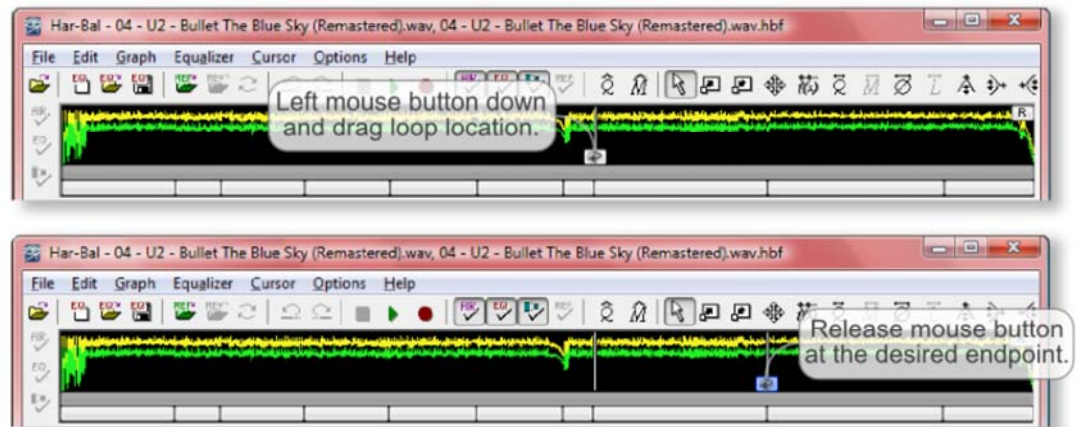 Har-Bal - 04 - U2 - Bullet The Blue Sky (Remastered).wav, 04 - U2 - Bullet The Blue Sky (Remastered).wav.hbf
File Edit Graph Equalizer Cursor Options Help
Left mouse button down
and drag loop location.
R
Har-Bal - 04 - U2 - Bullet The Blue Sky (Remastered).wav, 04 - U2 - Bullet The Blue Sky (Remastered).wav.hbf
File Edit Graph Equalizer Cursor Options Help
Release mouse button
at the desired endpoint.